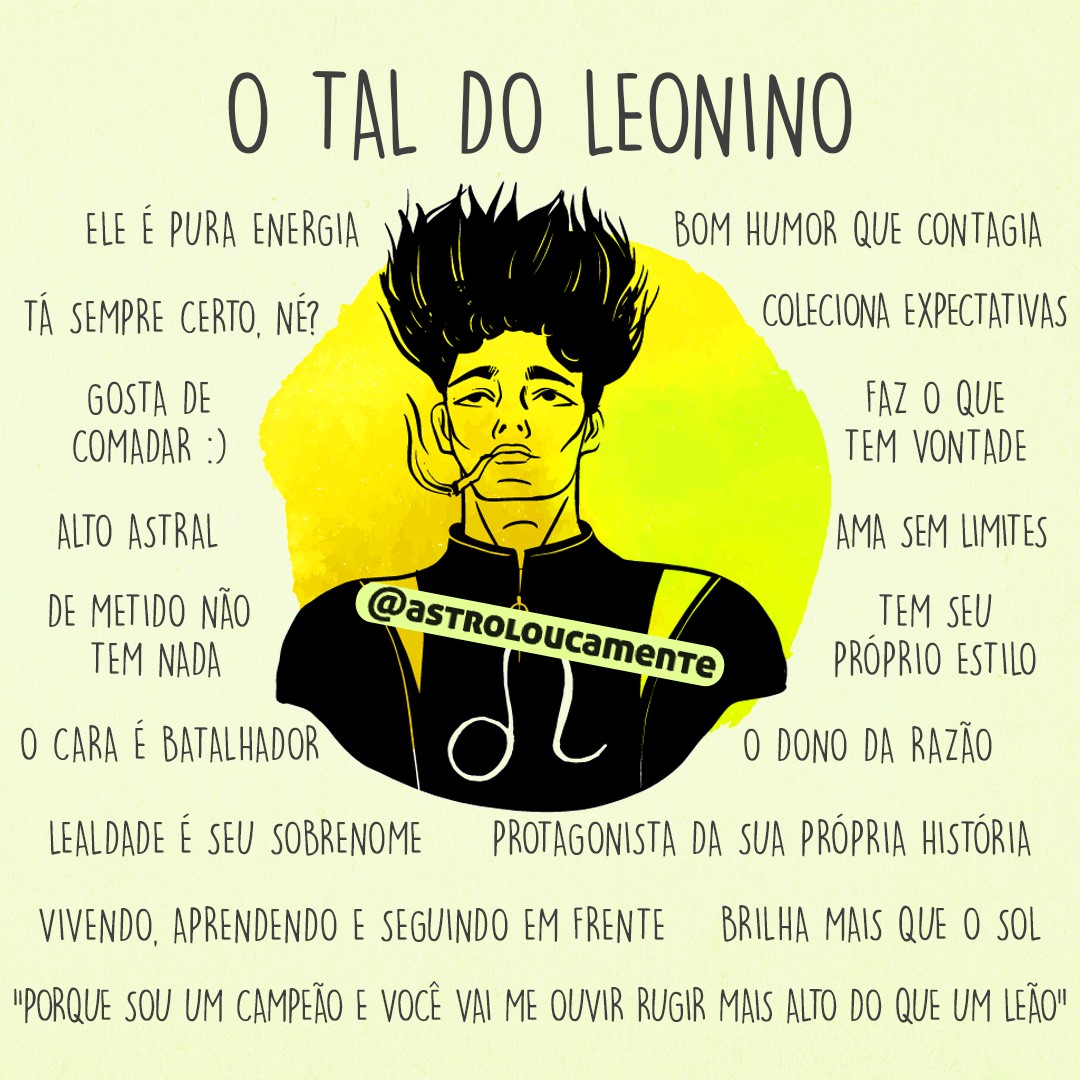 O TAL DO LEONINO
ELE É PURA ENERGIA
BOM HUMOR QUE CONTAGIA
TÁ SEMPRE CERTO, NÉ?
COLECIONA EXPECTATIVAS
GOSTA DE
COMADAR :)
FAZ O QUE
TEM VONTADE
ALTO ASTRAL
AMA SEM LIMITES
@ASTROLOUCAMENTE
DE METIDO NÃO
TEM NADA
TEM SEU
PRÓPRIO ESTILO
O CARA É BATALHADOR
O DONO DA RAZÃO
LEALDADE É SEU SOBRENOME
PROTAGONISTA DA SUA PRÓPRIA HISTÓRIA
VIVENDO, APRENDENDO E SEGUINDO EM FRENTE
BRILHA MAIS QUE O SOL
"PORQUE SOU UM CAMPEÃO E VOCÊ VAI ME OUVIR RUGIR MAIS ALTO DO QUE UM LEÃO"